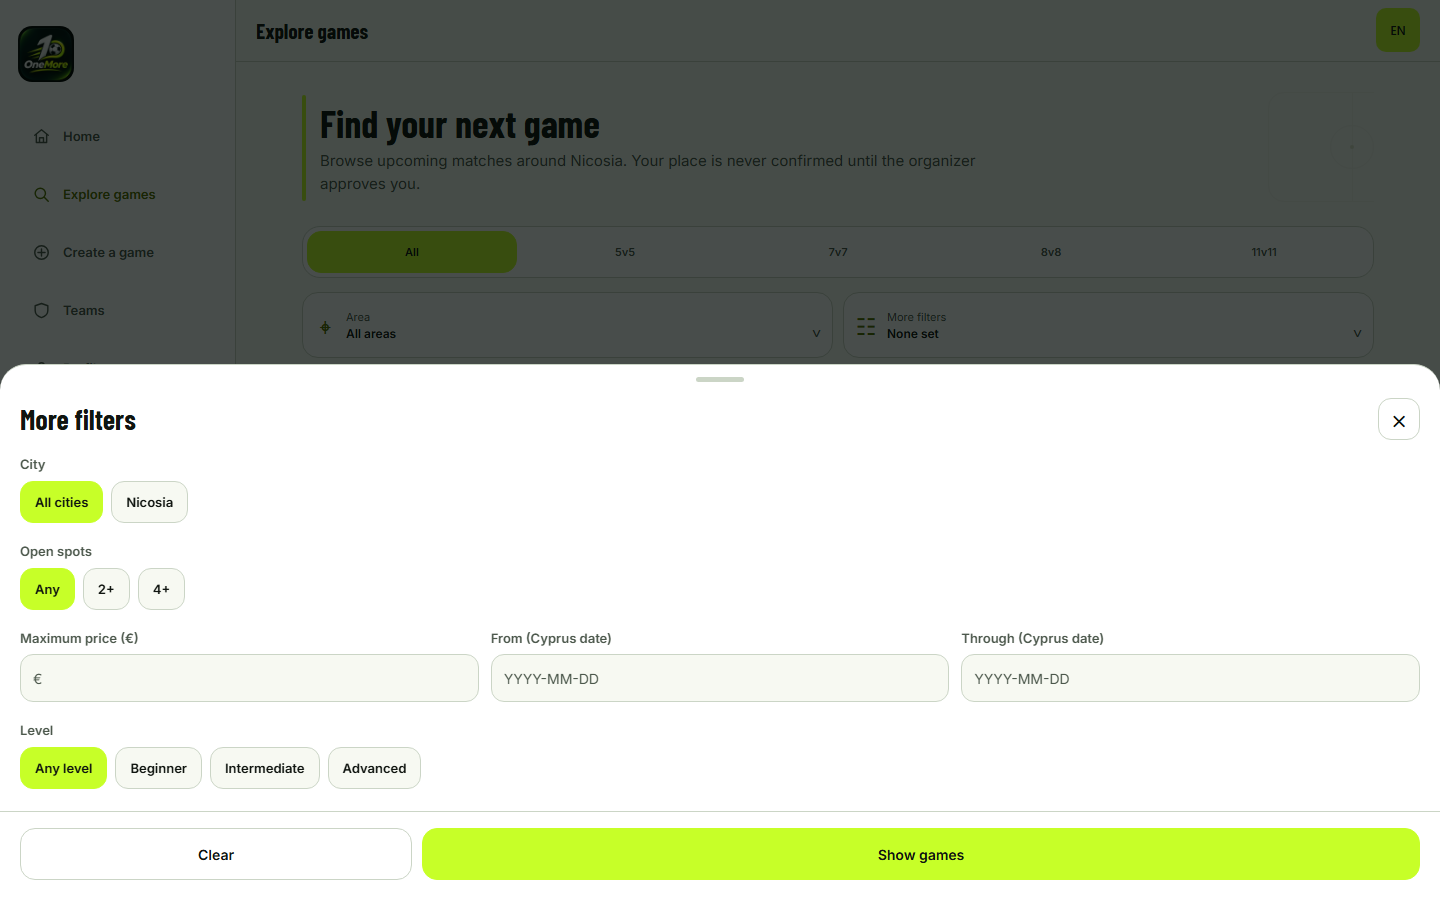 OneMore
Explore games
EN
Home
Explore games
Create a game
Teams
Find your next game
Browse upcoming matches around Nicosia. Your place is never confirmed until the organizer
approves you.
All
5v5
7v7
8v8
11v11
Area
All areas
More filters
None set
More filters
City
All cities
Nicosia
Open spots
Any
2+
4+
Maximum price (€)
From (Cyprus date)
Through (Cyprus date)
€
YYYY-MM-DD
YYYY-MM-DD
Level
Any level
Beginner
Intermediate
Advanced
Clear
Show games